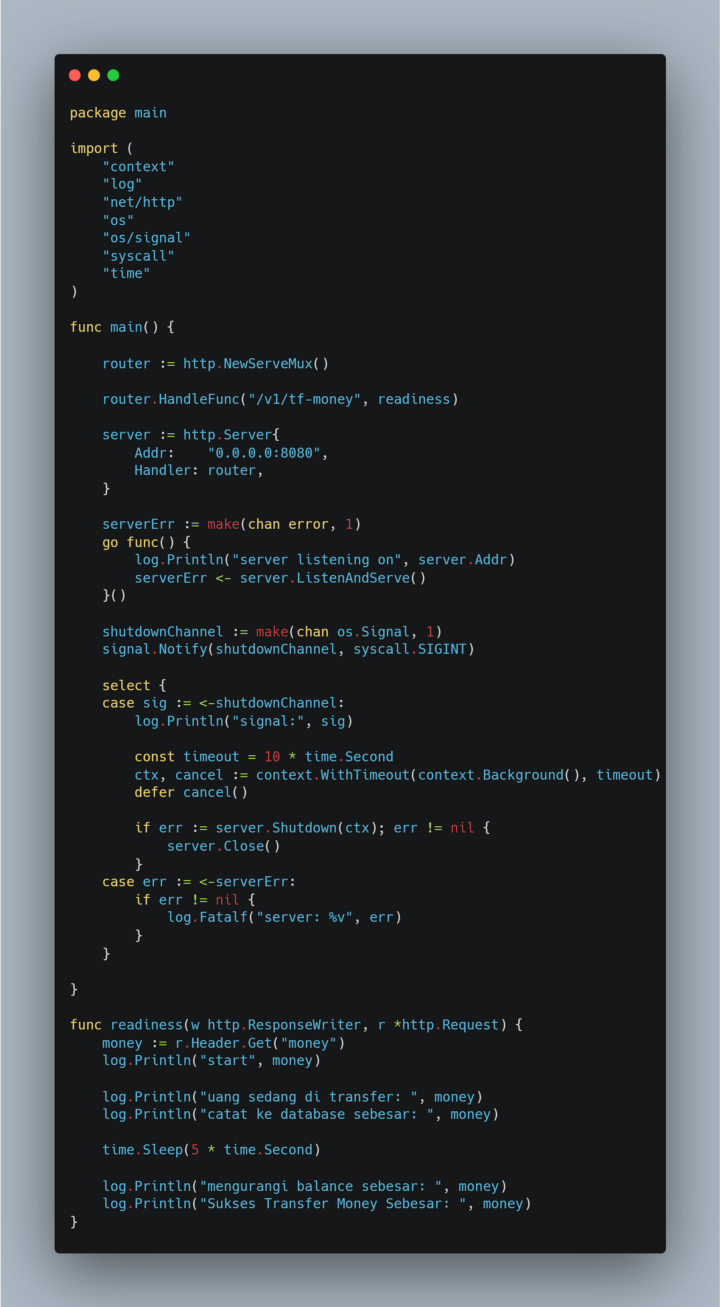 package main
import (
"context"
"log"
"net/http"
"os"
"os/signal"
"syscall"
"time"
)
func main() {
router := http.NewServeMux()
router.HandleFunc("/v1/tf-money", readiness)
server := http.Server{
Addr:    "0.0.0.0:8080",
Handler: router,
}
serverErr := make(chan error, 1)
go func() {
log.Println("server listening on", server.Addr)
serverErr <- server.ListenAndServe()
}()
shutdownChannel := make(chan os.Signal, 1)
signal.Notify(shutdownChannel, syscall.SIGINT)
select {
case sig := <-shutdownChannel:
log.Println("signal:", sig)
const timeout = 10 * time.Second
ctx, cancel := context.WithTimeout(context.Background(), timeout)
defer cancel()
if err := server.Shutdown(ctx); err != nil {
server.Close()
}
case err := <-serverErr:
if err != nil {
log.Fatalf("server: %v", err)
}
}
}
func readiness(w http.ResponseWriter, r *http.Request) {
money := r.Header.Get("money")
log.Println("start", money)
log.Println("uang sedang di transfer: ", money)
log.Println("catat ke database sebesar: ", money)
time.Sleep(5 * time.Second)
log.Println("mengurangi balance sebesar: ", money)
log.Println("Sukses Transfer Money Sebesar: ", money)
}